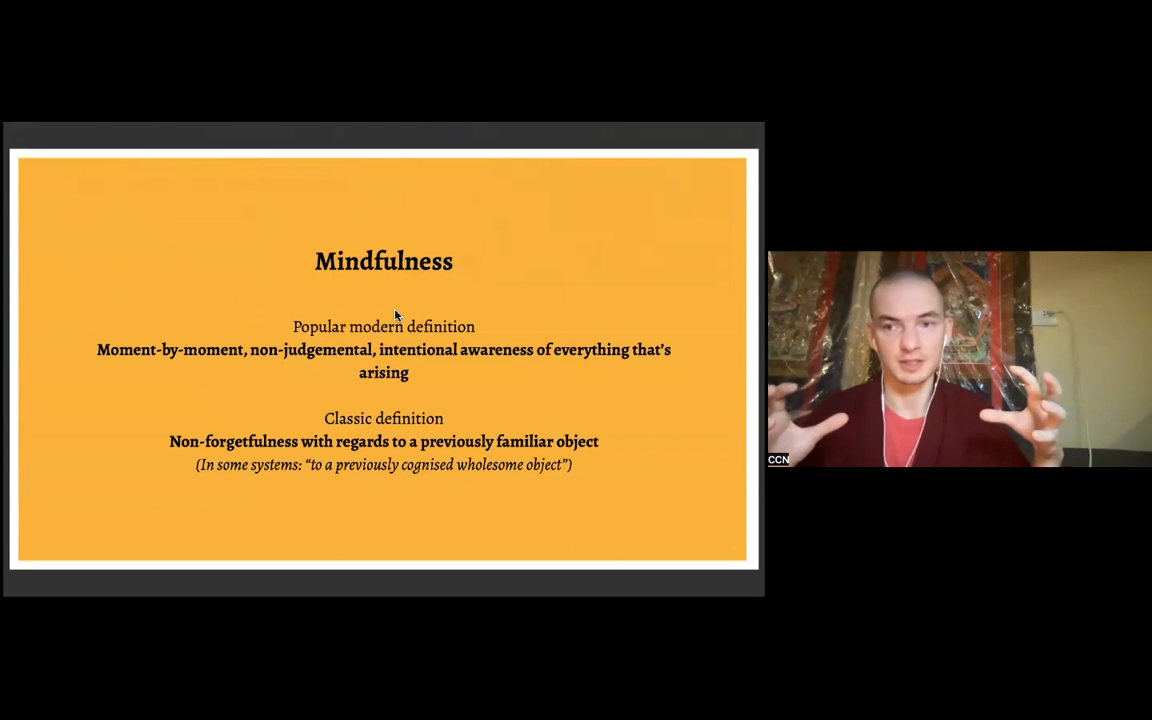 Mindfulness
Popular modern definition
Moment-by-moment, non-judgemental, intentional awareness of everything that's
arising
Classic definition
Non-forgetfulness with regards to a previously familiar object
(In some systems: “to a previously cognised wholesome object”)
CCN